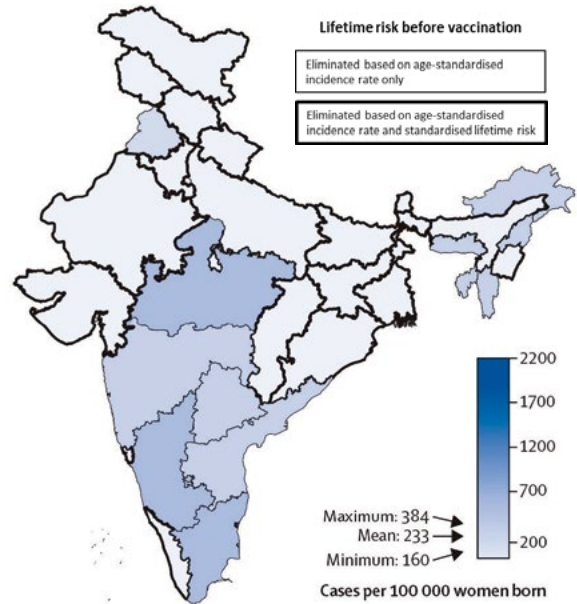 Lifetime risk before vaccination
Eliminated based on age-standardised
incidence rate only
Eliminated based on age-standardised
incidence rate and standardised lifetime risk
2200
1700
1200
700
200
Maximum: 384
Mean: 233
Minimum: 160
Cases per 100 000 women born